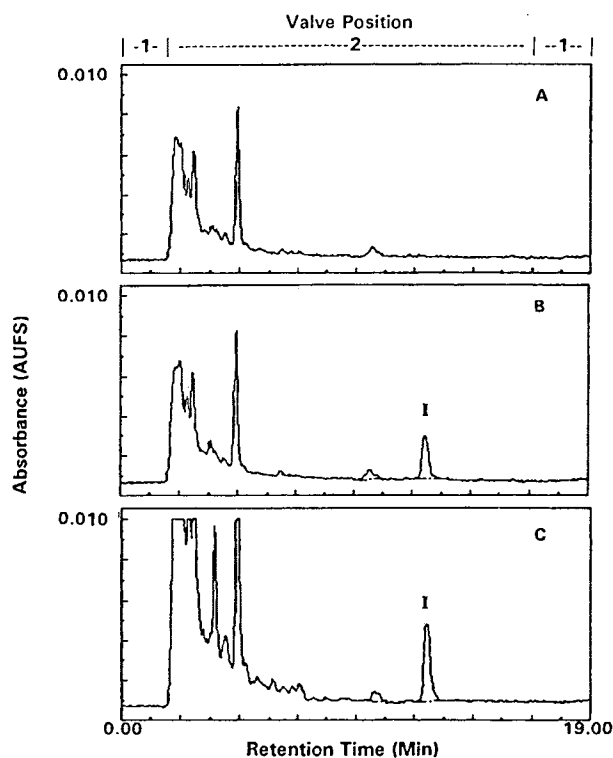 Valve Position
|--1--|--------------------2--------------------|--1--|
0.010
A
0.010
B
I
Absorbance (AUFS)
0.010
C
I
0.00
19.00
Retention Time (Min)